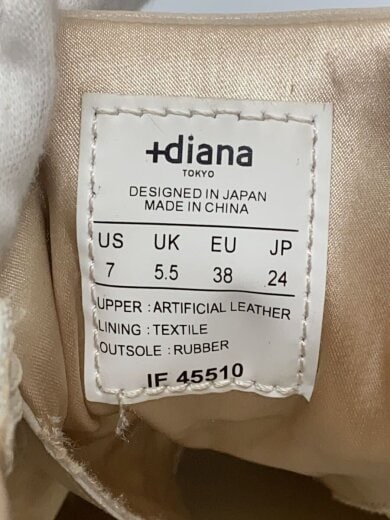 +diana
TOKYO
DESIGNED IN JAPAN
MADE IN CHINA
US UK EU JP
7 5.5 38 24
UPPER : ARTIFICIAL LEATHER
LINING : TEXTILE
OUTSOLE : RUBBER
IE 45510